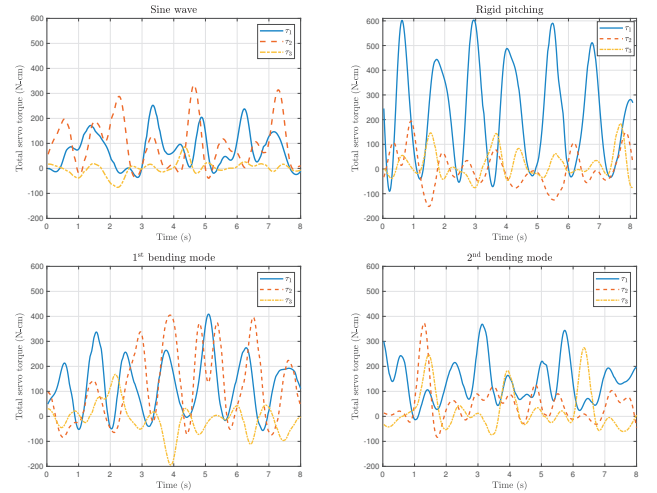 Sine wave
600
500
400
300
200
100
0
-100
-200
0 1 2 3 4 5 6 7 8
Total servo torque (N-cm)
Time (s)
τ1
τ2
τ3
Rigid pitching
600
500
400
300
200
100
0
-100
-200
0 1 2 3 4 5 6 7 8
Total servo torque (N-cm)
Time (s)
τ1
τ2
τ3
1st bending mode
600
500
400
300
200
100
0
-100
-200
0 1 2 3 4 5 6 7 8
Total servo torque (N-cm)
Time (s)
τ1
τ2
τ3
2nd bending mode
600
500
400
300
200
100
0
-100
-200
0 1 2 3 4 5 6 7 8
Total servo torque (N-cm)
Time (s)
τ1
τ2
τ3